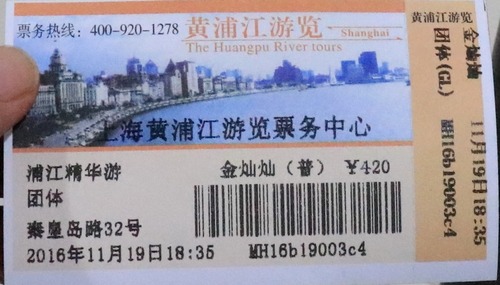 票务热线：400-920-1278
黄浦江游览
Shanghai
The Huangpu River tours
上海黄浦江游览票务中心
浦江精华游
金灿灿（普）￥420
团体
秦皇岛路32号
2016年11月19日18:35
MH16b19003c4
黄浦江游览
金灿灿
团体(GL)
11月19日18:35
MH16b19003c4